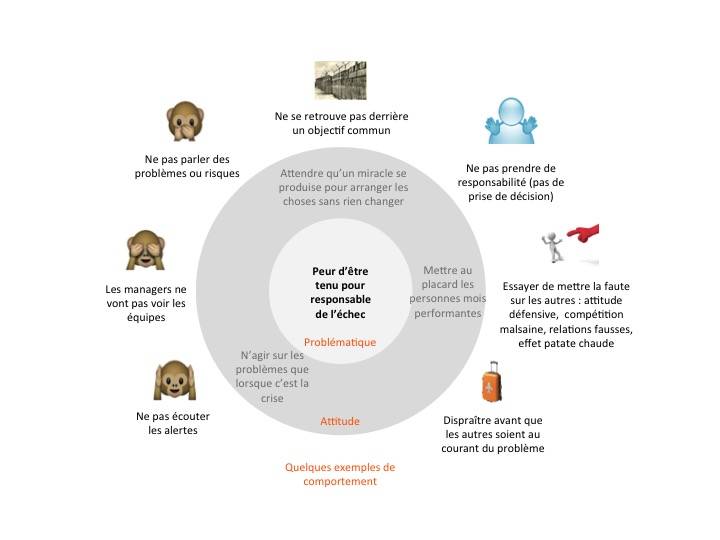 Ne se retrouve pas derrière
un objectif commun
Ne pas parler des
problèmes ou risques
Ne pas prendre de
responsabilité (pas de
prise de décision)
Attendre qu'un miracle se
produise pour arranger les
choses sans rien changer
Les managers ne
vont pas voir les
équipes
Peur d'être
tenu pour
responsable
de l'échec
Problématique
Mettre au
placard les
personnes mois
performantes
Essayer de mettre la faute
sur les autres : attitude
défensive, compétition
malsaine, relations fausses,
effet patate chaude
N'agir sur les
problèmes que
lorsque c'est la
crise
Ne pas écouter
les alertes
Attitude
Dispraître avant que
les autres soient au
courant du problème
Quelques exemples de
comportement